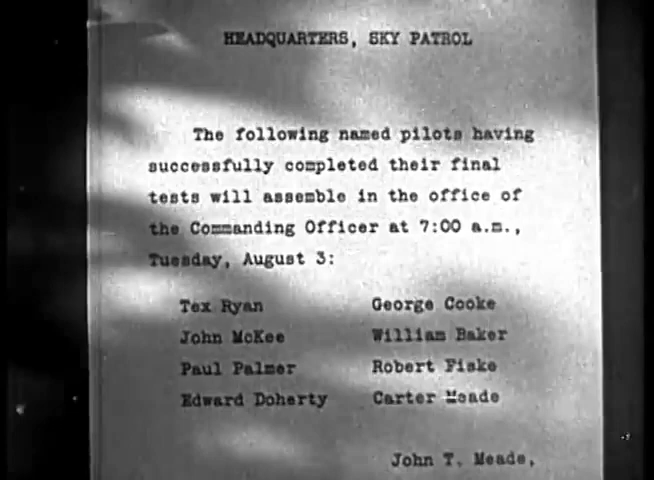 HEADQUARTERS, SKY PATROL
The following named pilots having
successfully completed their final
tests will assemble in the office of
the Commanding Officer at 7:00 a.m.,
Tuesday, August 3:
Tex Ryan
John McKee
Paul Palmer
Edward Doherty
George Cooke
William Baker
Robert Fiske
Carter Meade
John T. Meade,